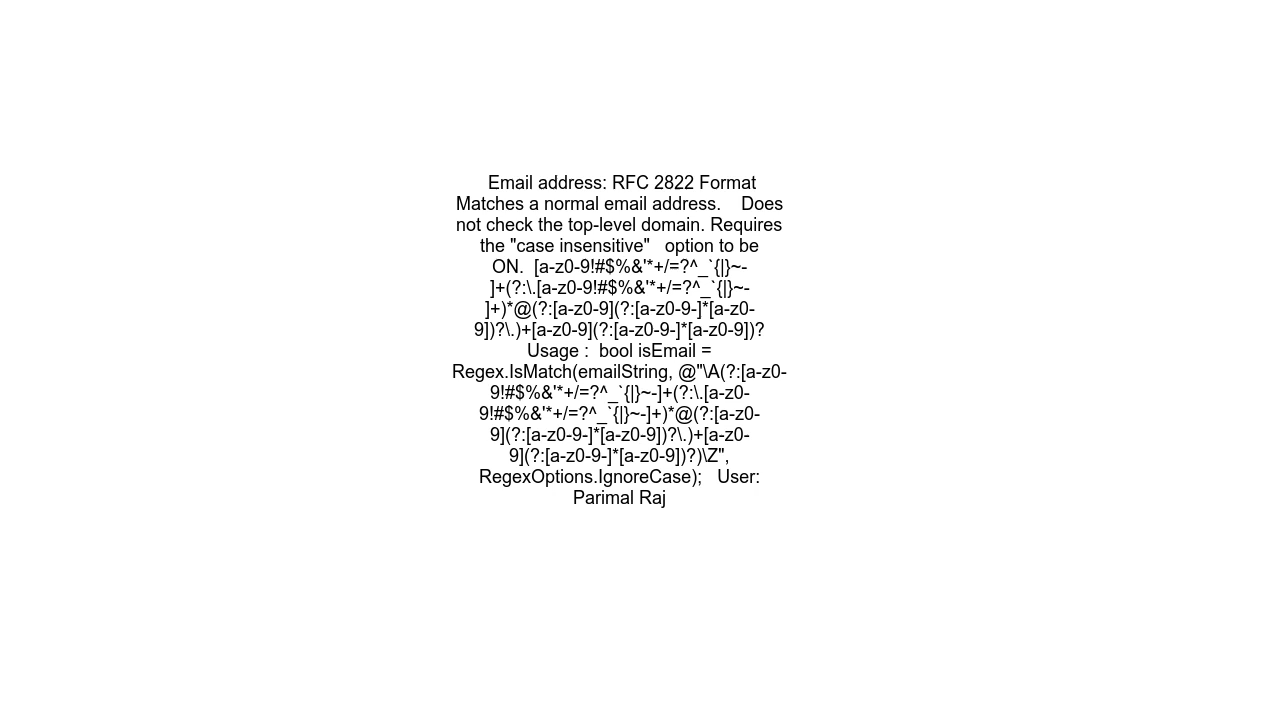 Email address: RFC 2822 Format
Matches a normal email address.    Does
not check the top-level domain. Requires
the "case insensitive"   option to be
ON.  [a-z0-9!#$%&'*+/=?^_`{|}~-
]+(?:\.[a-z0-9!#$%&'*+/=?^_`{|}~-
]+)*@(?:[a-z0-9](?:[a-z0-9-]*[a-z0-
9])?\.)+[a-z0-9](?:[a-z0-9-]*[a-z0-9])?
Usage :  bool isEmail =
Regex.IsMatch(emailString, @"\A(?:[a-z0-
9!#$%&'*+/=?^_`{|}~-]+(?:\.[a-z0-
9!#$%&'*+/=?^_`{|}~-]+)*@(?:[a-z0-
9](?:[a-z0-9-]*[a-z0-9])?\.)+[a-z0-
9](?:[a-z0-9-]*[a-z0-9])?)\Z",
RegexOptions.IgnoreCase);   User:
Parimal Raj